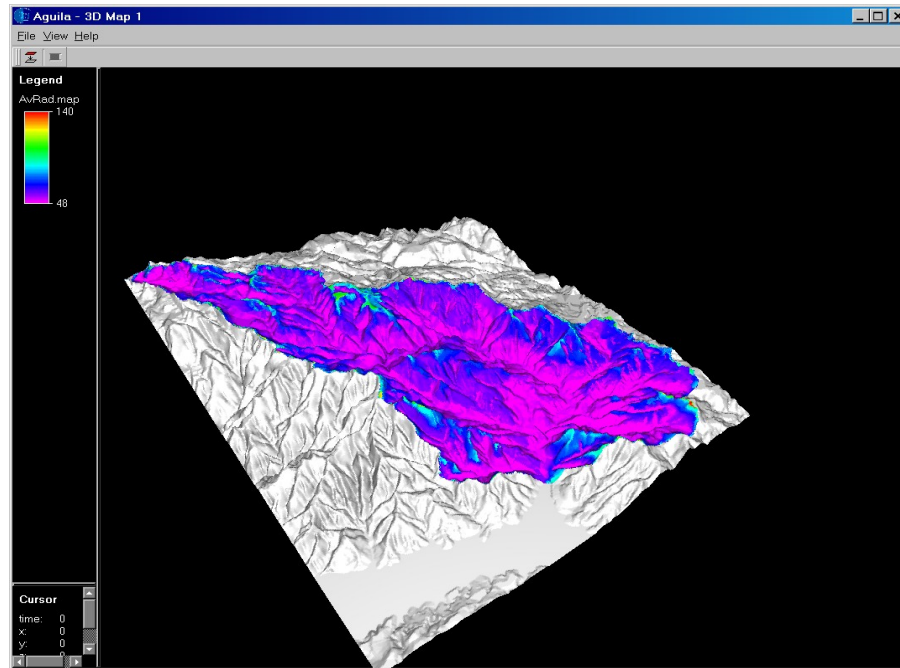 Aguila - 3D Map 1
File View Help
Legend
AvRad.map
140
48
Cursor
time: 0
x: 0
y: 0